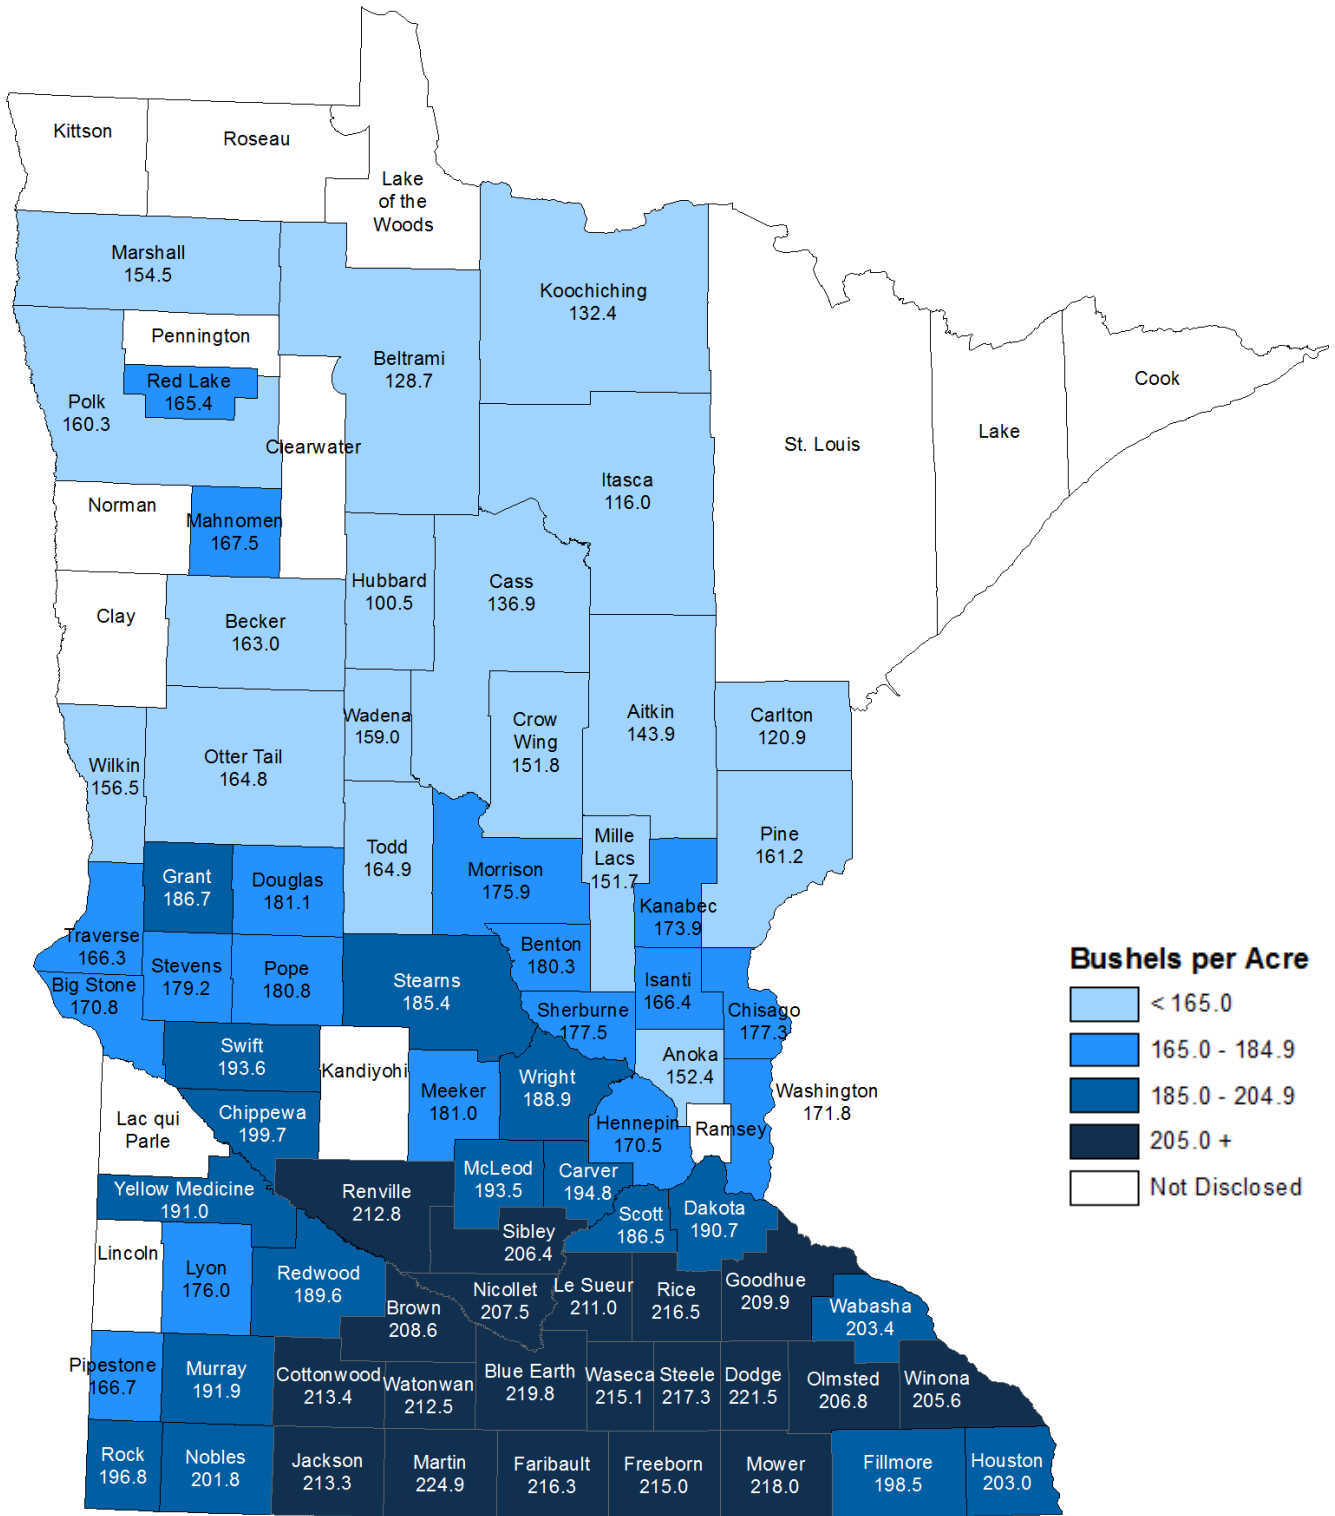 Kittson
Roseau
Lake
of the
Woods
Marshall
154.5
Koochiching
132.4
Pennington
Beltrami
128.7
Red Lake
165.4
Polk
160.3
Cook
Lake
St. Louis
Clearwater
Itasca
116.0
Norman
Mahnomen
167.5
Hubbard
100.5
Cass
136.9
Clay
Becker
163.0
Wadena
159.0
Crow
Wing
151.8
Aitkin
143.9
Carlton
120.9
Wilkin
156.5
Otter Tail
164.8
Todd
164.9
Mille
Lacs
151.7
Pine
161.2
Grant
186.7
Douglas
181.1
Morrison
175.9
Kanabec
173.9
Traverse
166.3
Stevens
179.2
Pope
180.8
Benton
180.3
Big Stone
170.8
Stearns
185.4
Isanti
166.4
Sherburne
177.5
Chisago
177.3
Swift
193.6
Kandiyohi
Anoka
152.4
Meeker
181.0
Wright
188.9
Washington
171.8
Lac qui
Parle
Chippewa
199.7
Hennepin
170.5
Ramsey
Yellow Medicine
191.0
Renville
212.8
McLeod
193.5
Carver
194.8
Scott
186.5
Dakota
190.7
Sibley
206.4
Lincoln
Lyon
176.0
Redwood
189.6
Brown
208.6
Nicollet
207.5
Le Sueur
211.0
Rice
216.5
Goodhue
209.9
Wabasha
203.4
Pipestone
166.7
Murray
191.9
Cottonwood
213.4
Watonwan
212.5
Blue Earth
219.8
Waseca
215.1
Steele
217.3
Dodge
221.5
Olmsted
206.8
Winona
205.6
Rock
196.8
Nobles
201.8
Jackson
213.3
Martin
224.9
Faribault
216.3
Freeborn
215.0
Mower
218.0
Fillmore
198.5
Houston
203.0
Bushels per Acre
< 165.0
165.0 - 184.9
185.0 - 204.9
205.0 +
Not Disclosed